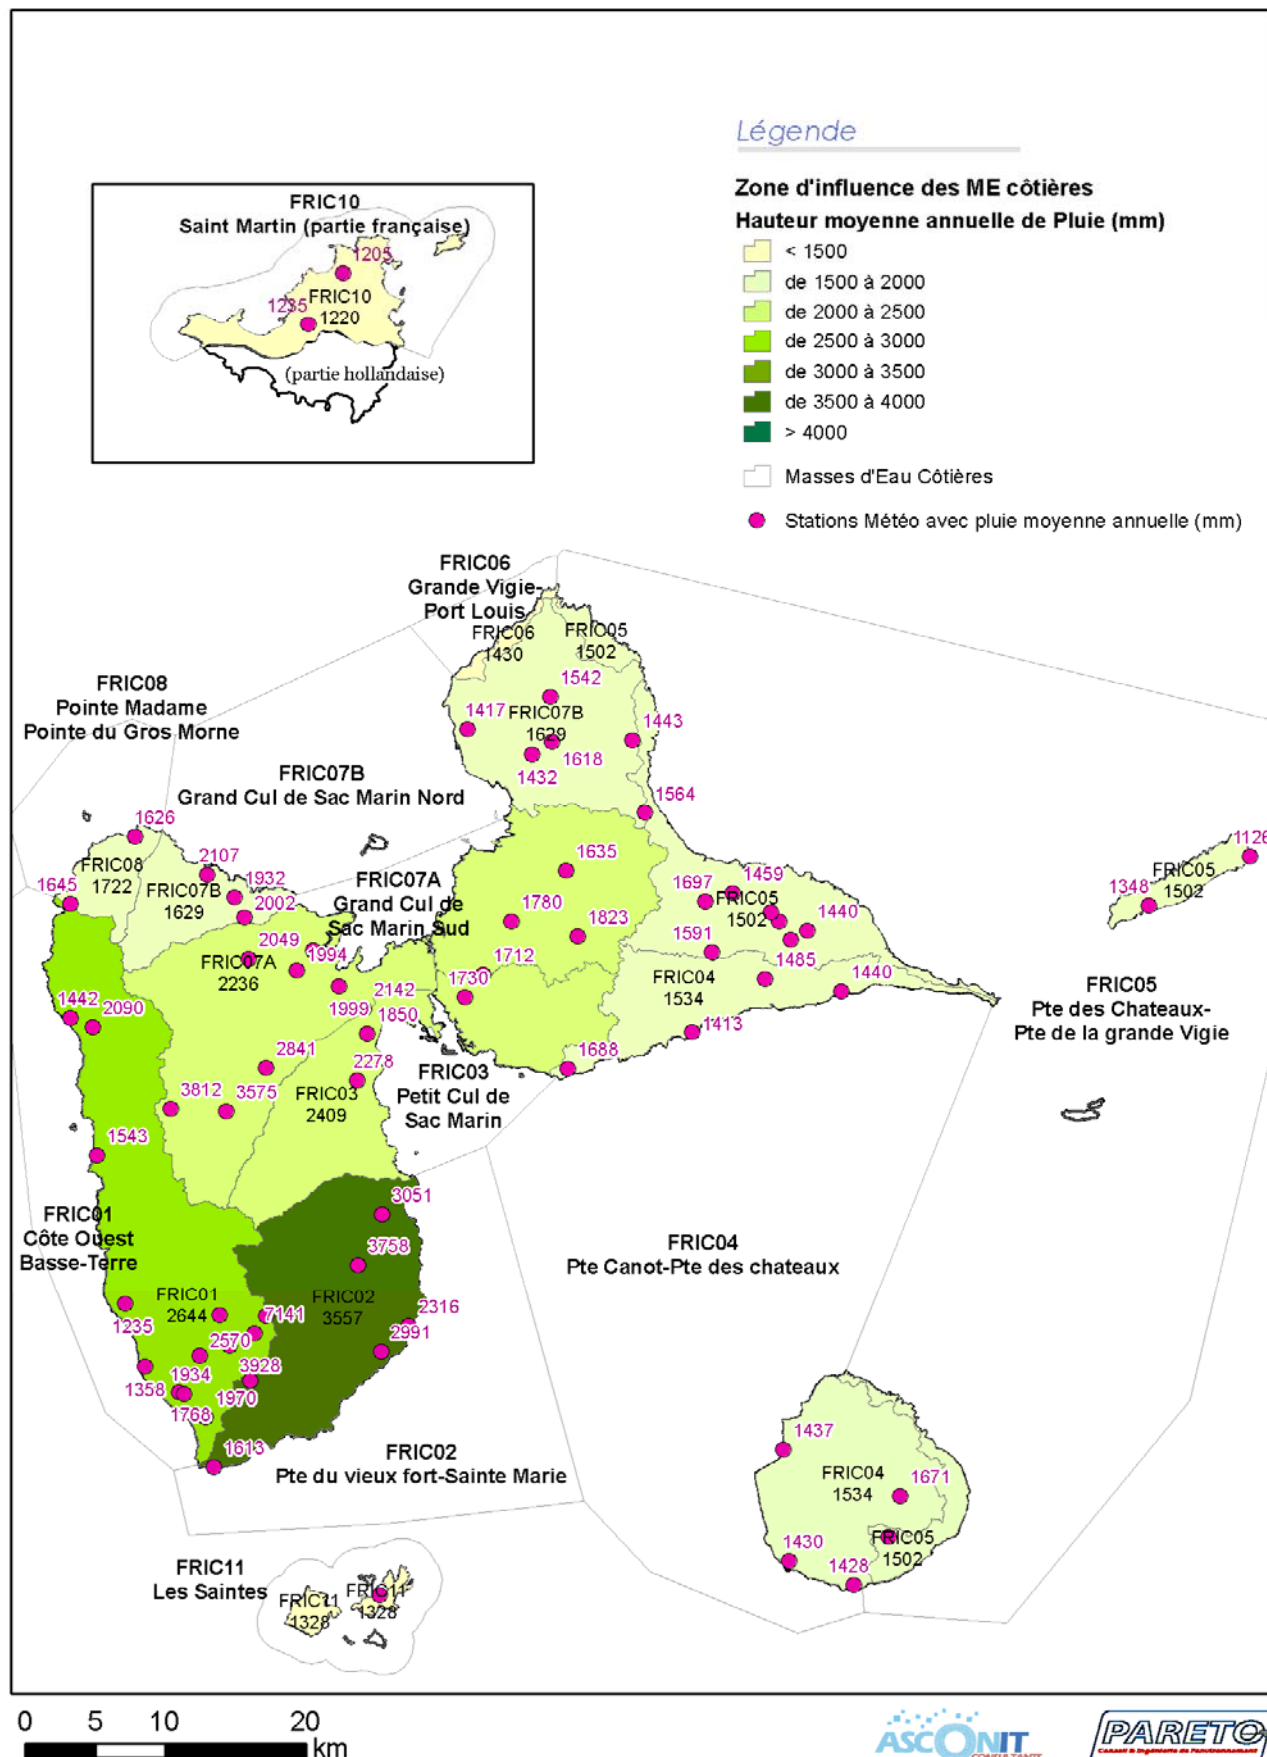 Légende
Zone d'influence des ME côtières
Hauteur moyenne annuelle de Pluie (mm)
< 1500
de 1500 à 2000
de 2000 à 2500
de 2500 à 3000
de 3000 à 3500
de 3500 à 4000
> 4000
Masses d'Eau Côtières
Stations Météo avec pluie moyenne annuelle (mm)
FRIC10
Saint Martin (partie française)
1205
1235
FRIC10
1220
(partie hollandaise)
FRIC06
Grande Vigie-
Port Louis
FRIC06
1430
FRIC05
1502
1542
1417
FRIC07B
1629
1443
1618
1432
1564
FRIC08
Pointe Madame
Pointe du Gros Morne
FRIC07B
Grand Cul de Sac Marin Nord
1626
FRIC08
1722
2107
1645
FRIC07B
1629
1932
2002
FRIC07A
Grand Cul de
Sac Marin Sud
1635
1780
1823
1712
1730
1697
1459
FRIC05
1502
1440
1591
1485
FRIC04
1534
1440
1413
1688
1126
1348
FRIC05
1502
FRIC05
Pte des Chateaux-
Pte de la grande Vigie
2049
1994
FRIC07A
2236
2142
1999
1850
1442
2090
2841
2278
3812
3575
FRIC03
2409
FRIC03
Petit Cul de
Sac Marin
1543
3051
3758
FRIC01
Côte Ouest
Basse-Terre
FRIC04
Pte Canot-Pte des chateaux
FRIC01
2644
FRIC02
3557
7141
2316
1235
2570
2991
3928
1934
1358
1970
1768
1613
FRIC02
Pte du vieux fort-Sainte Marie
1437
FRIC04
1534
1671
FRIC05
1502
1430
1428
FRIC11
Les Saintes
FRIC11
1328
FRIC11
1328
0 5 10 20
km
ASCONIT
CONSULTANTS
PARETO
Conseil & Ingénierie de l'environnement